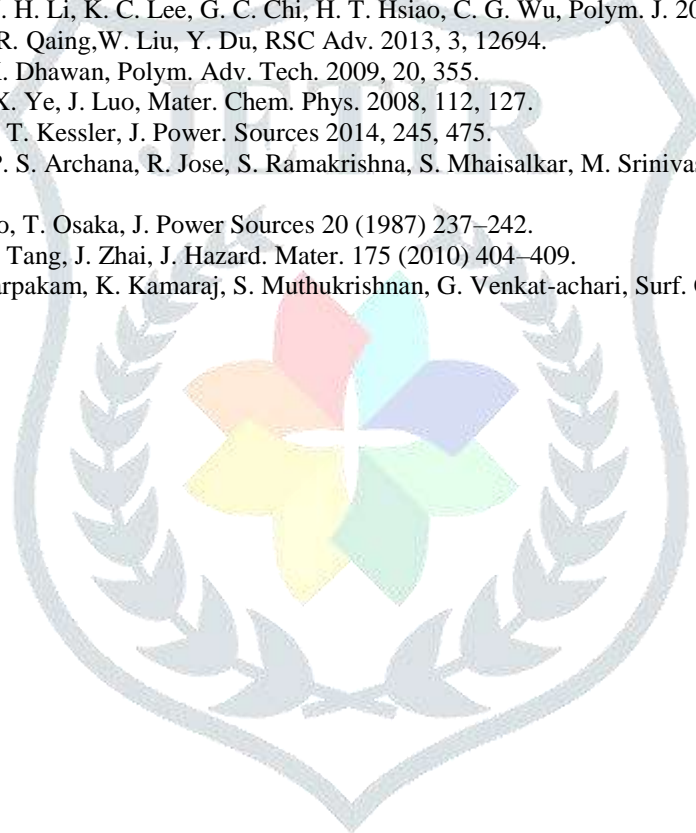 H. Li, K. C. Lee, G. C. Chi, H. T. Hsiao, C. G. Wu, Polym. J.
R. Qaing,W. Liu, Y. Du, RSC Adv. 2013, 3, 12694.
Dhawan, Polym. Adv. Tech. 2009, 20, 355.
X. Ye, J. Luo, Mater. Chem. Phys. 2008, 112, 127.
T. Kessler, J. Power. Sources 2014, 245, 475.
P. S. Archana, R. Jose, S. Ramakrishna, S. Mhaisalkar, M.
JETIR
T. Osaka, J. Power Sources 20 (1987) 237–242.
Tang, J. Zhai, J. Hazard. Mater. 175 (2010) 404–409.
K. Kamaraj, S. Muthukrishnan, G. Venkat-achari, Surf.